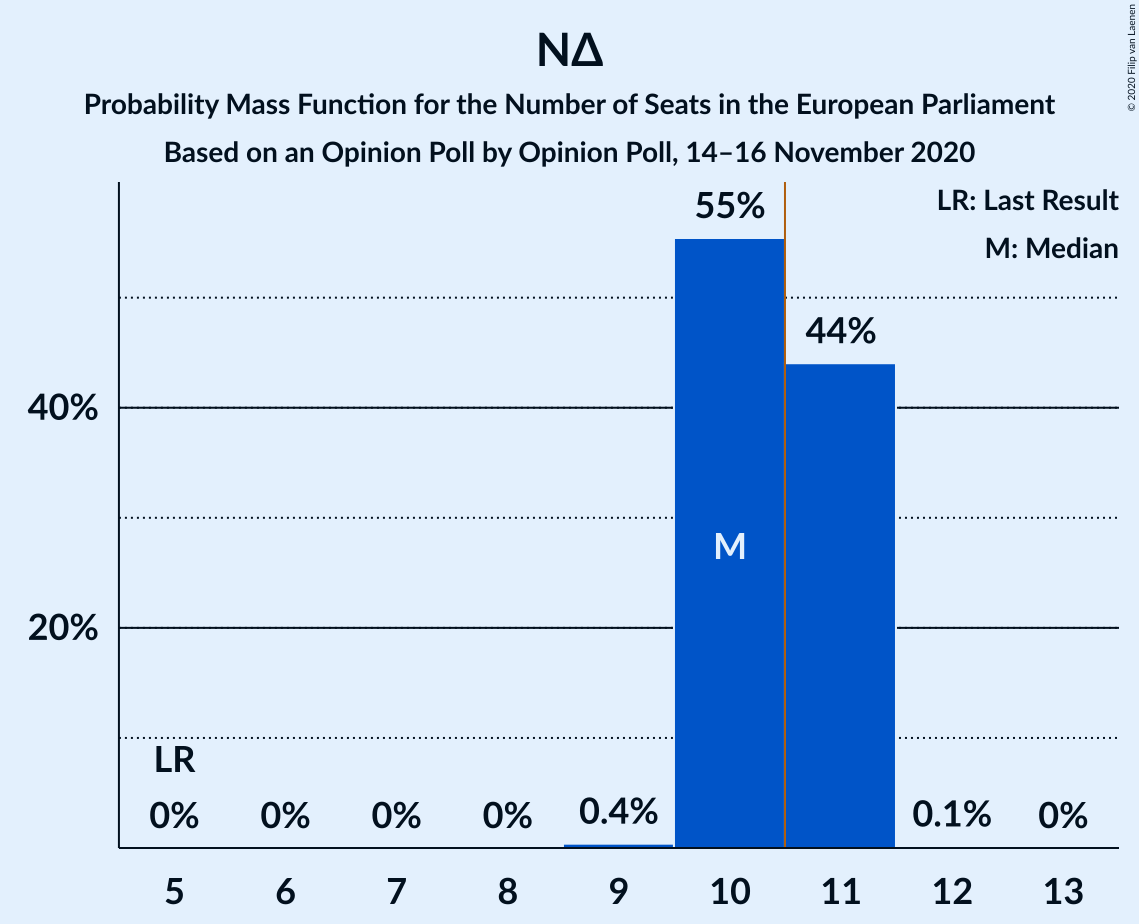 ΝΔ
Probability Mass Function for the Number of Seats in the European Parliament
Based on an Opinion Poll by Opinion Poll, 14–16 November 2020
© 2020 Filip van Laenen
LR: Last Result
M: Median
55%
44%
40%
M
20%
LR
0% 0% 0% 0% 0.4% 0.1% 0%
5 6 7 8 9 10 11 12 13